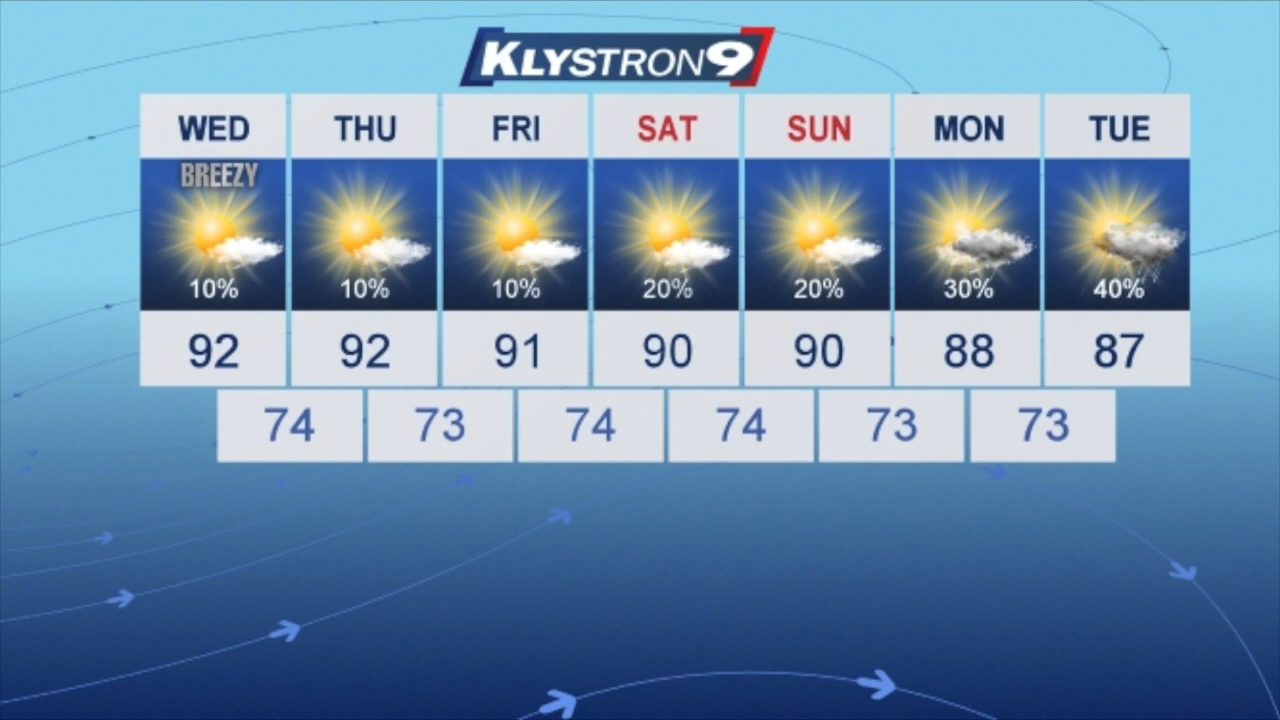 KLYSTRON9
WED THU FRI SAT SUN MON TUE
BREEZY
10% 10% 10% 20% 20% 30% 40%
92 92 91 90 90 88 87
74 73 74 74 73 73